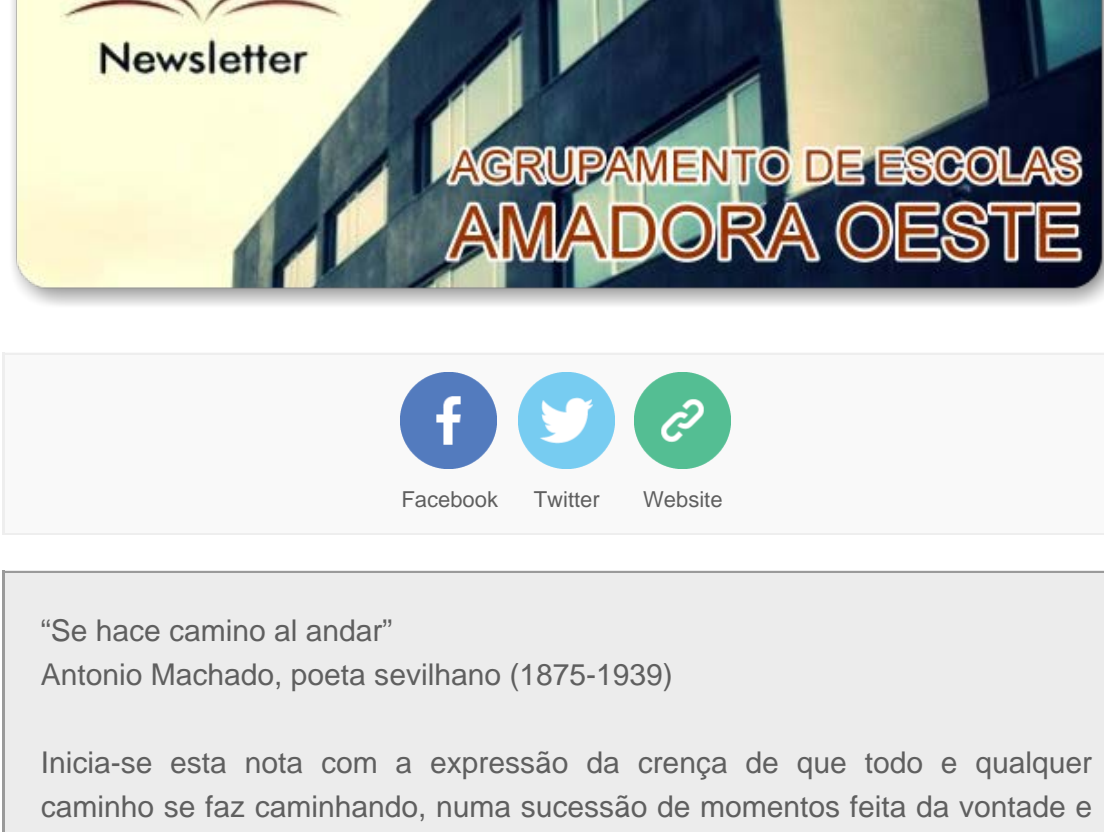 Newsletter
AGRUPAMENTO DE ESCOLAS
AMADORA OESTE
Facebook Twitter Website
“Se hace camino al andar”
Antonio Machado, poeta sevilhano (1875-1939)
Inicia-se esta nota com a expressão da crença de que todo e qualquer
caminho se faz caminhando, numa sucessão de momentos feita da vontade e